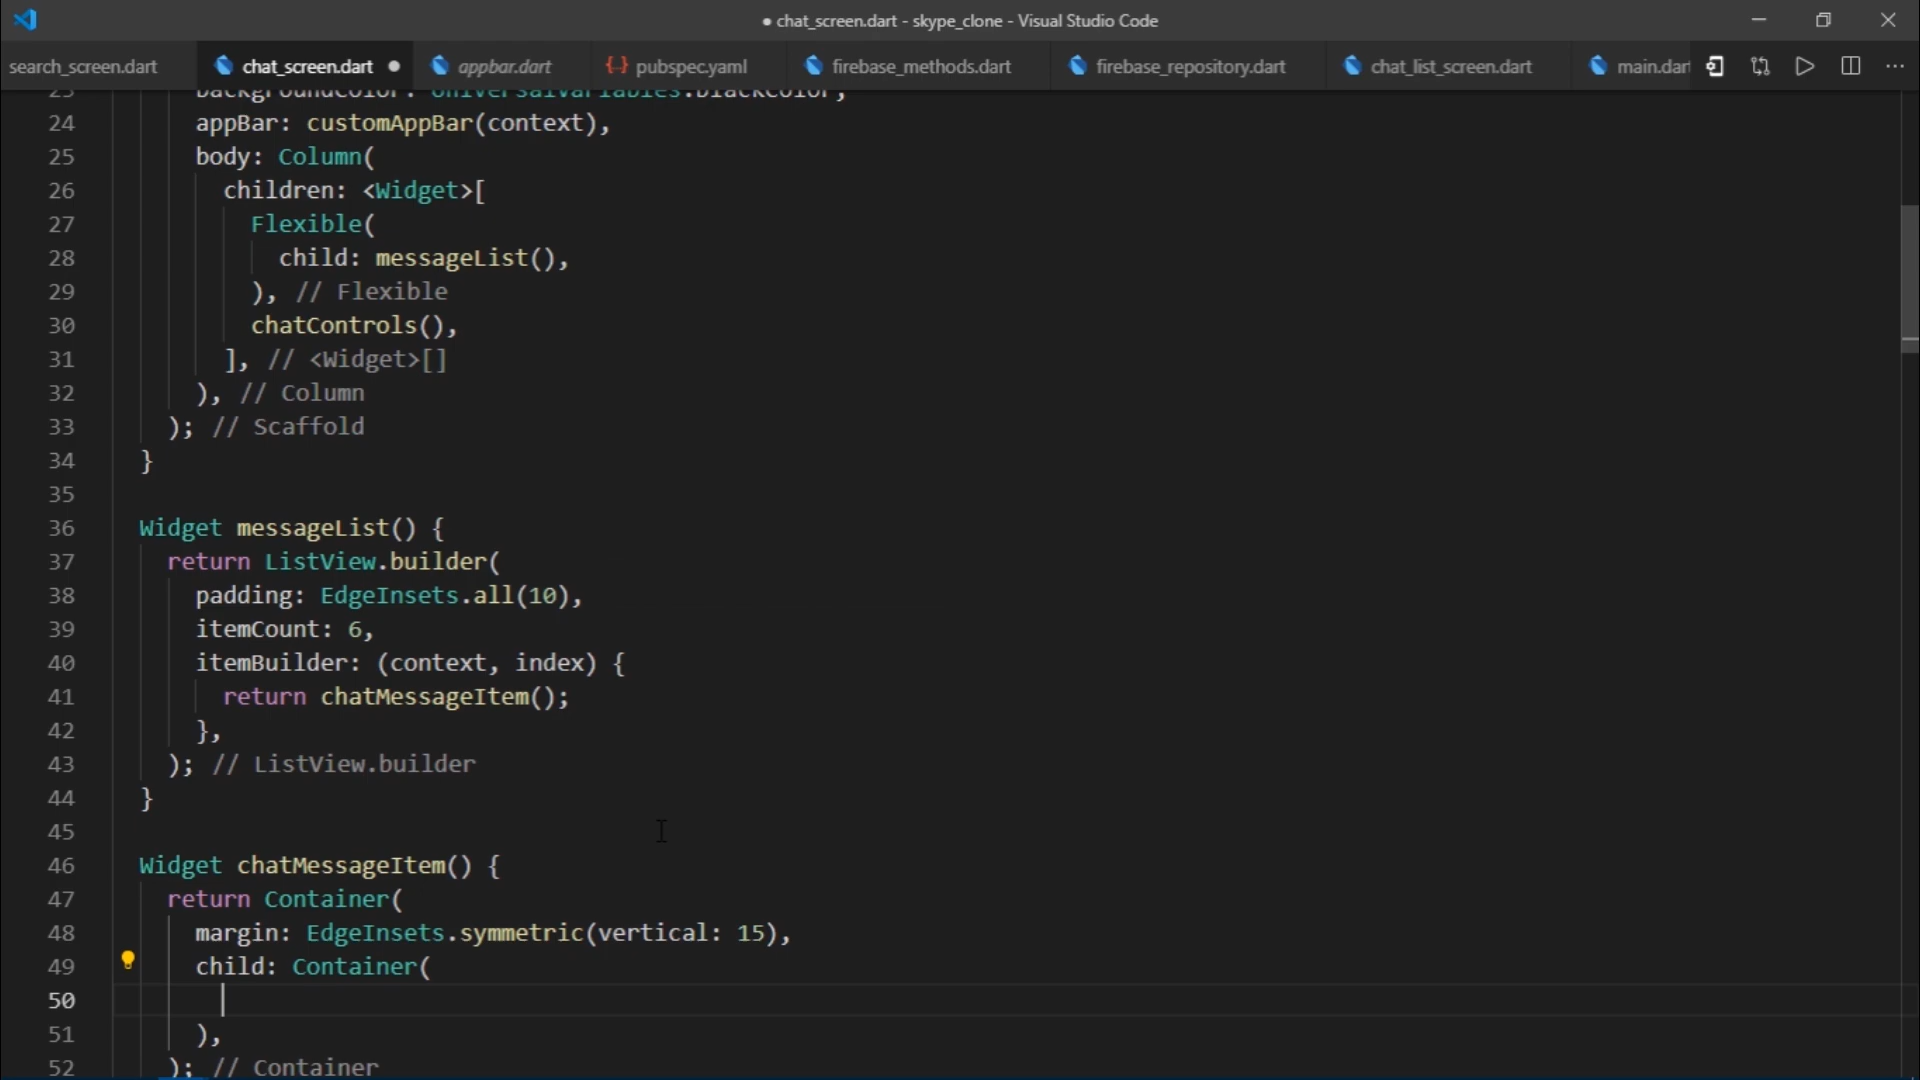 ● chat_screen.dart - skype_clone - Visual Studio Code
search_screen.dart chat_screen.dart ● appbar.dart {} pubspec.yaml firebase_methods.dart firebase_repository.dart chat_list_screen.dart main.dart
23 backgroundColor: UniversalVariables.blackColor,
24 appBar: customAppBar(context),
25 body: Column(
26 children: <Widget>[
27 Flexible(
28 child: messageList(),
29 ), // Flexible
30 chatControls(),
31 ], // <Widget>[]
32 ), // Column
33 ); // Scaffold
34 }
35
36 Widget messageList() {
37 return ListView.builder(
38 padding: EdgeInsets.all(10),
39 itemCount: 6,
40 itemBuilder: (context, index) {
41 return chatMessageItem();
42 },
43 ); // ListView.builder
44 }
45
46 Widget chatMessageItem() {
47 return Container(
48 margin: EdgeInsets.symmetric(vertical: 15),
49 child: Container(
50
51 ),
52 ); // Container